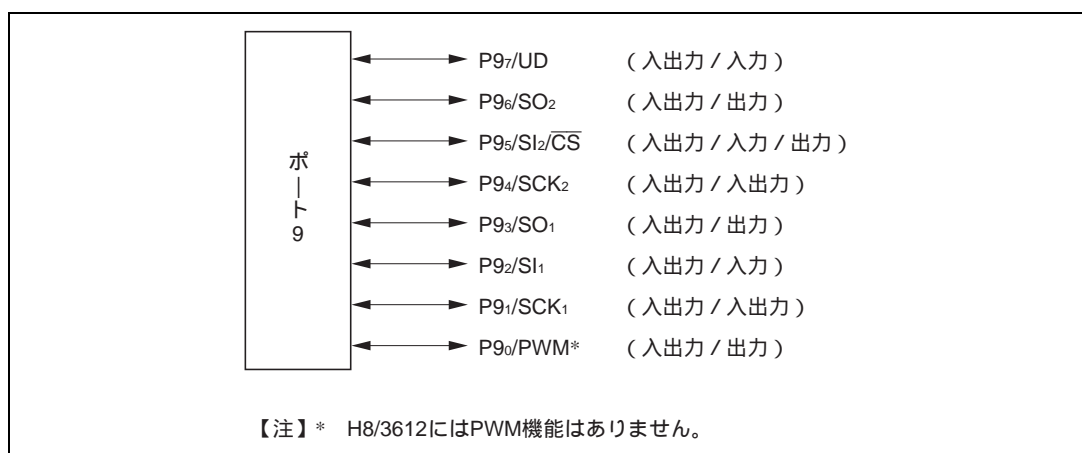 ポート9
P9₇/UD （入出力 / 入力）
P9₆/SO₂ （入出力 / 出力）
P9₅/SI₂/C̅S̅ （入出力 / 入力 / 出力）
P9₄/SCK₂ （入出力 / 入出力）
P9₃/SO₁ （入出力 / 出力）
P9₂/SI₁ （入出力 / 入力）
P9₁/SCK₁ （入出力 / 入出力）
P9₀/PWM* （入出力 / 出力）
【注】* H8/3612にはPWM機能はありません。